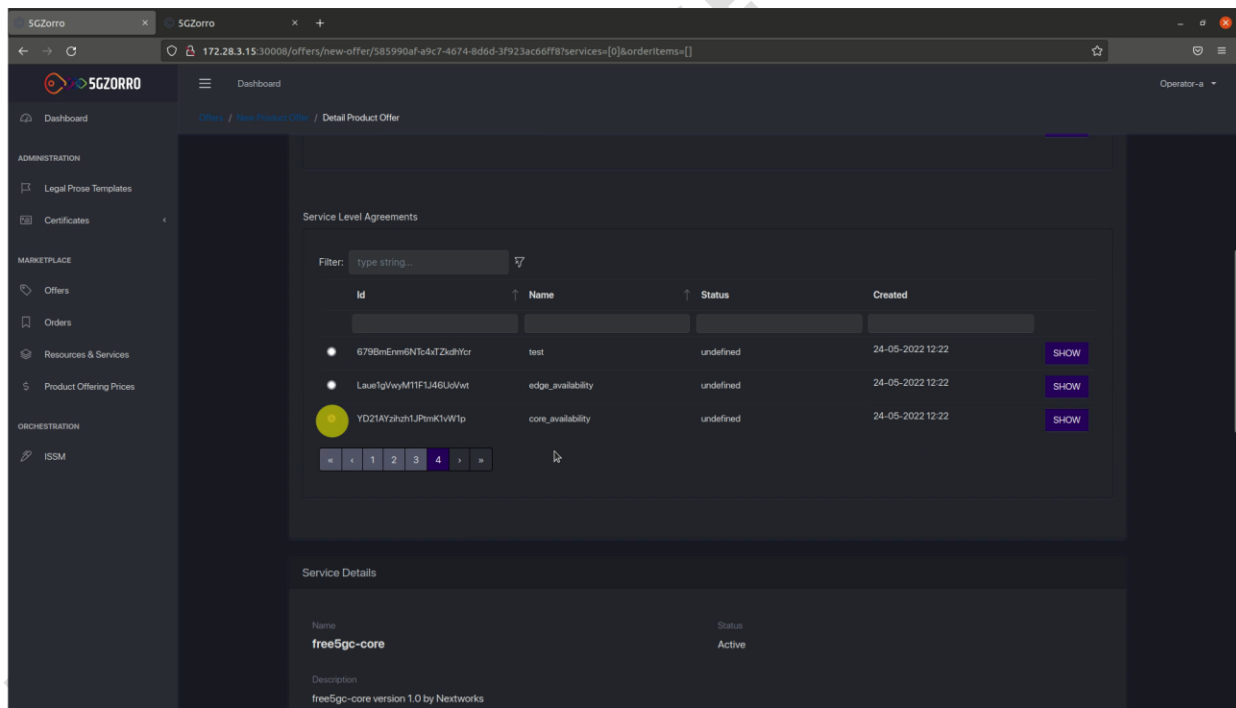 5GZorro × 5GZorro × +
172.28.3.15:30008/offers/new-offer/585990af-a9c7-4674-8d6d-3f923ac66ff8?services=[0]&orderItems=[]
5GZORRO Dashboard Operator-a
Dashboard Offers / New Product Offer / Detail Product Offer
ADMINISTRATION
Legal Prose Templates
Certificates
Service Level Agreements
MARKETPLACE
Filter: type string...
Offers
Id Name Status Created
Orders
Resources & Services
679BmEnm6NTc4xTZkdhYcr test undefined 24-05-2022 12:22 SHOW
Product Offering Prices
Laue1gVwyM11F1J46UoVwt edge_availability undefined 24-05-2022 12:22 SHOW
YD21AYzihzh1JPtmK1vW1p core_availability undefined 24-05-2022 12:22 SHOW
ORCHESTRATION
ISSM
« ‹ 1 2 3 4 › »
Service Details
Name Status
free5gc-core Active
Description
free5gc-core version 1.0 by Nextworks